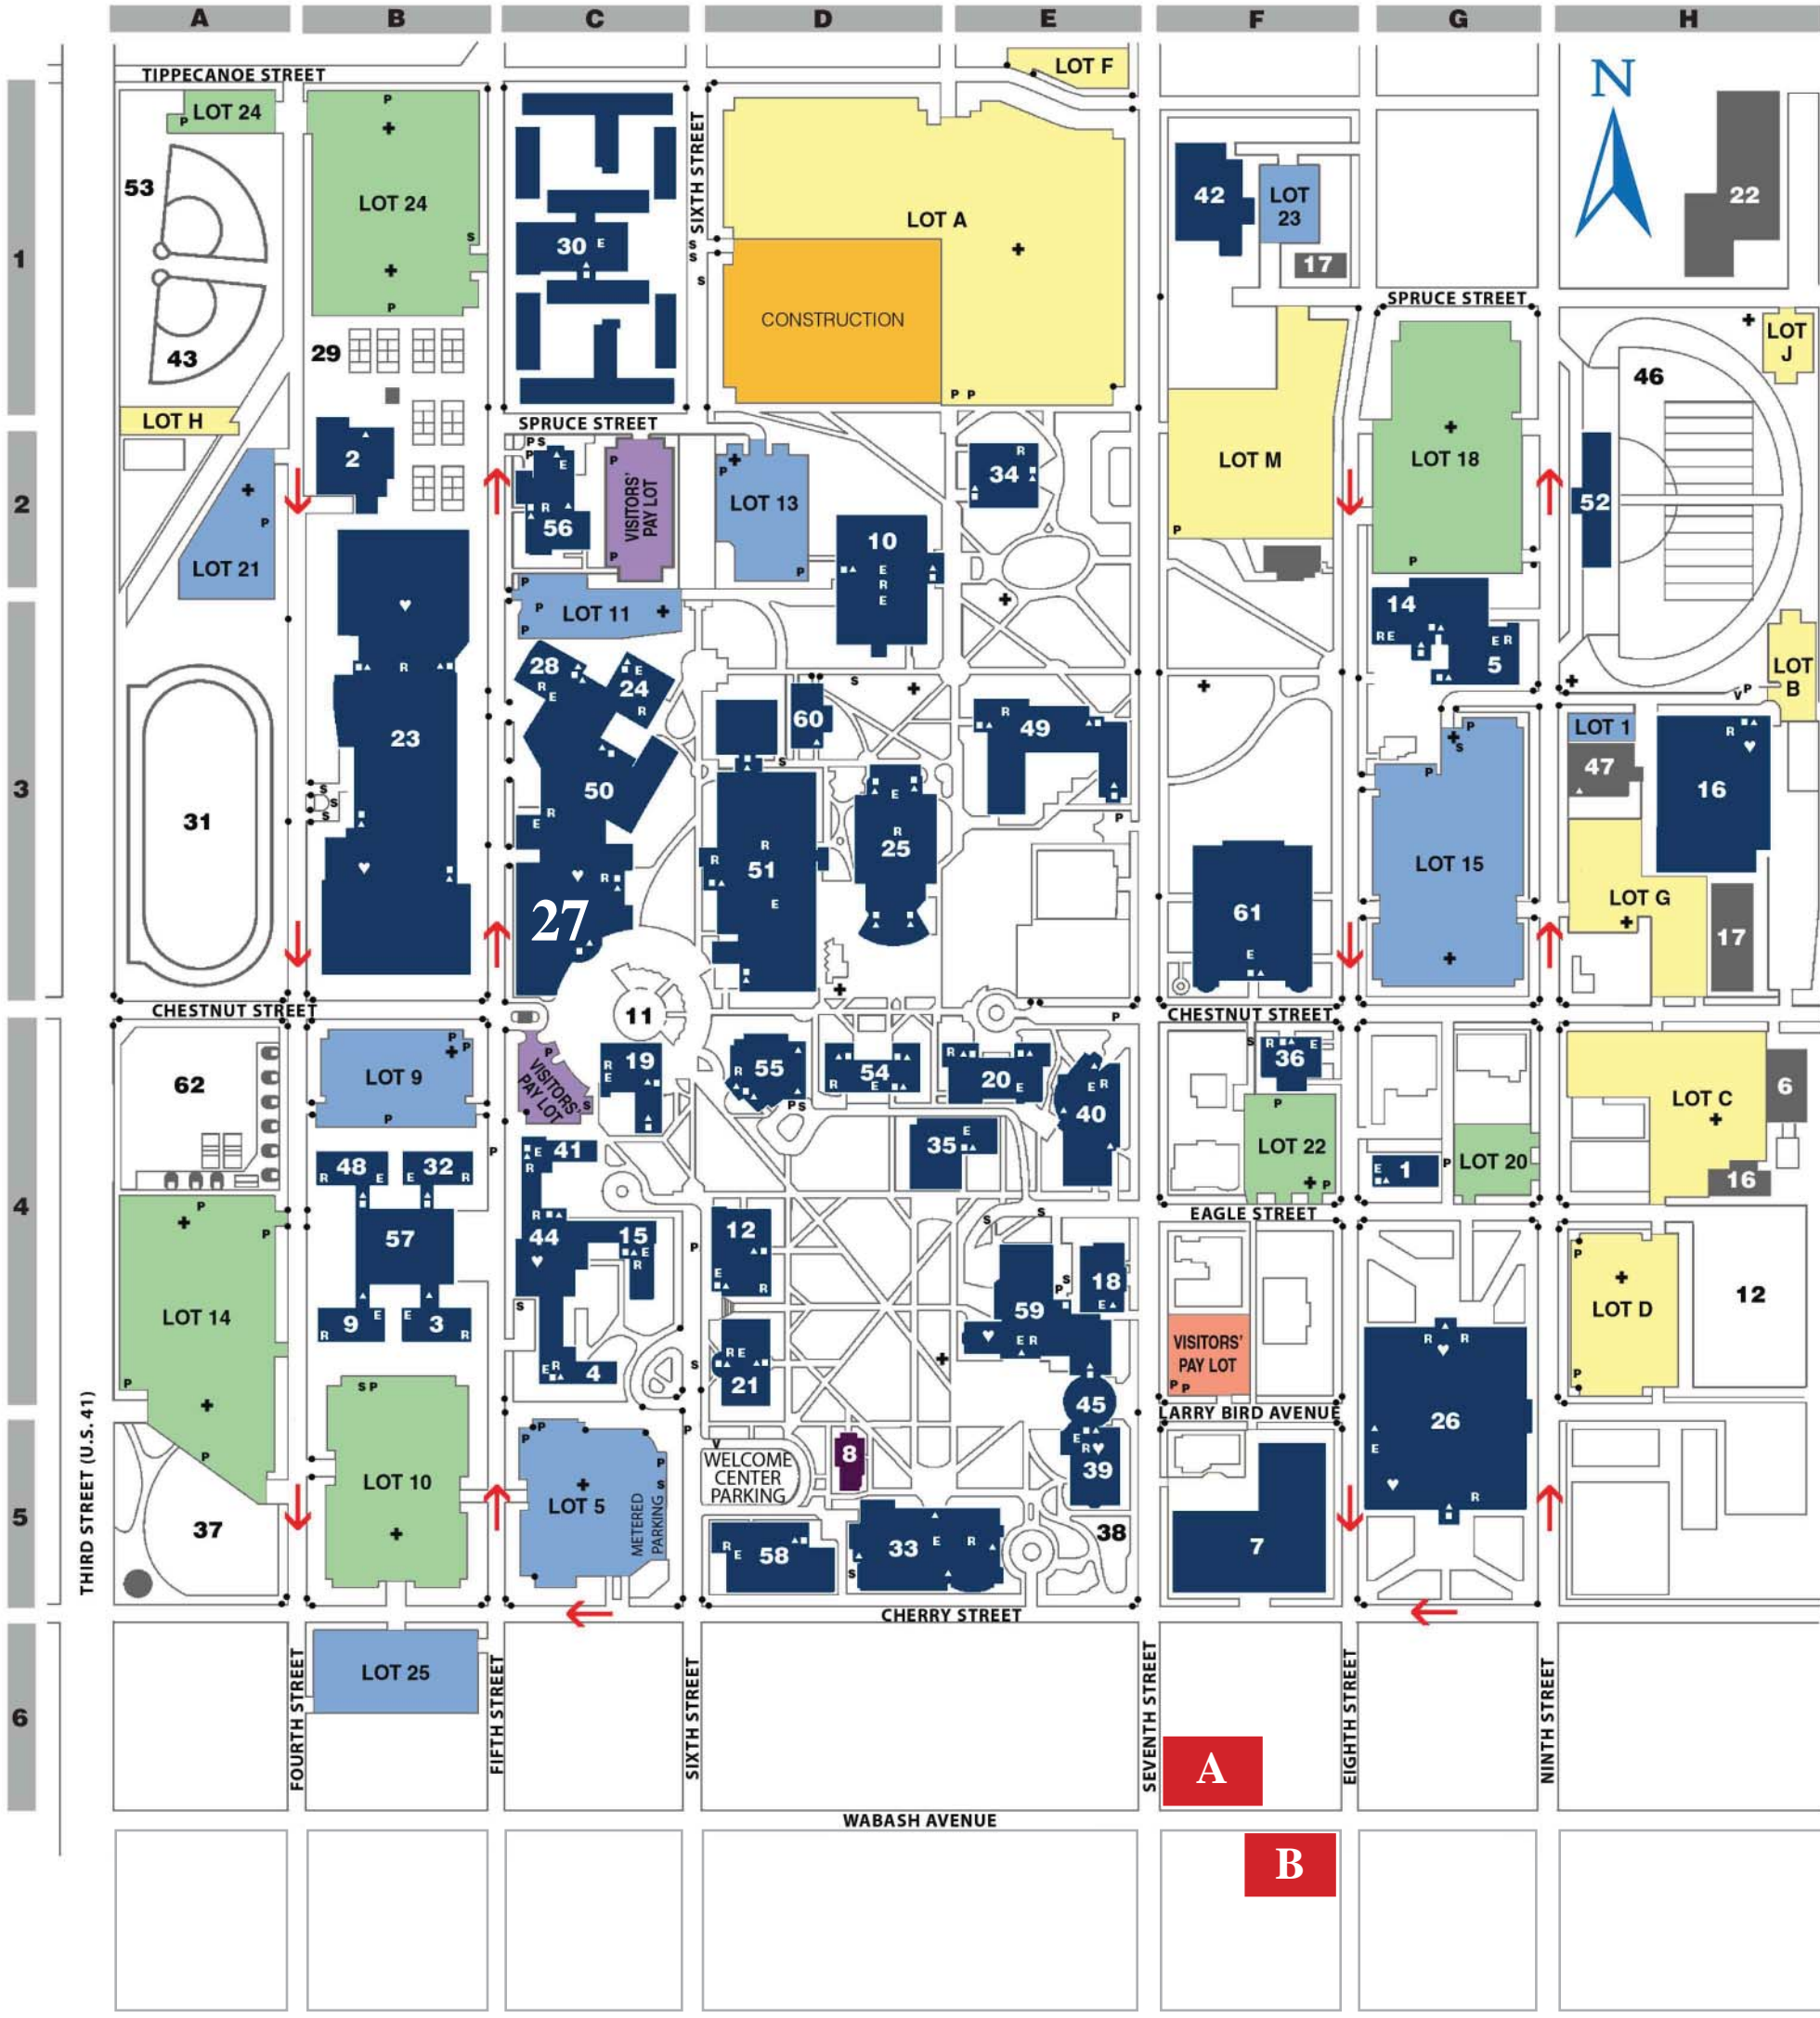 A B C D E F G H
TIPPECANOE STREET
LOT F
N
1
LOT 24
P
53
LOT 24
P
P
S
43
29
LOT H
30 E
SIXTH STREET
S
S
S
LOT A
CONSTRUCTION
P P
42
LOT
23
17
22
SPRUCE STREET
LOT
J
46
SPRUCE STREET
2
2
LOT 21
P
P S
P
E
R
56
VISITORS'
PAY LOT
P
P
LOT 13
P
P
10
E
R
E
R
34
LOT M
P
LOT 18
P
52
3
LOT 11
P
P
P
14
R E
E R
5
LOT
B
V P
23
R
S
S
S
28
R
E
E
24
R
50
R
E
R
27
S
60
S
51
R
R
E
E
R
25
R
49
P
61
E
LOT 15
P
S
P
LOT 1
47
R
16
LOT G
17
31
CHESTNUT STREET
11
CHESTNUT STREET
4
62
LOT 9
P
P
P
VISITORS'
PAY LOT
P
S
R
E
19
55
R
P S
54
R
E
R
20
E
E R
40
35
E
S
R
E
36
P
LOT 22
P
E
1
P
LOT 20
LOT C
6
16
48
R
E
32
E
R
57
9
R
E
3
E
R
P
E
R
41
R
44
15
E
R
S
E
R
4
P
12
E
R
R E
21
S
S
S
59
E R
S
P
18
E
45
EAGLE STREET
VISITORS'
PAY LOT
P P
LARRY BIRD AVENUE
P
LOT D
P
12
LOT 14
P
P
P
P
THIRD STREET (U.S. 41)
5
37
LOT 10
S P
LOT 5
P
P
P
S
METERED
PARKING
P
V
WELCOME
CENTER
PARKING
8
E
R
39
38
58
R
E
33
E
R
S
7
26
R
R
E
R
CHERRY STREET
6
LOT 25
FOURTH STREET
FIFTH STREET
SIXTH STREET
SEVENTH STREET
EIGHTH STREET
NINTH STREET
A
WABASH AVENUE
B